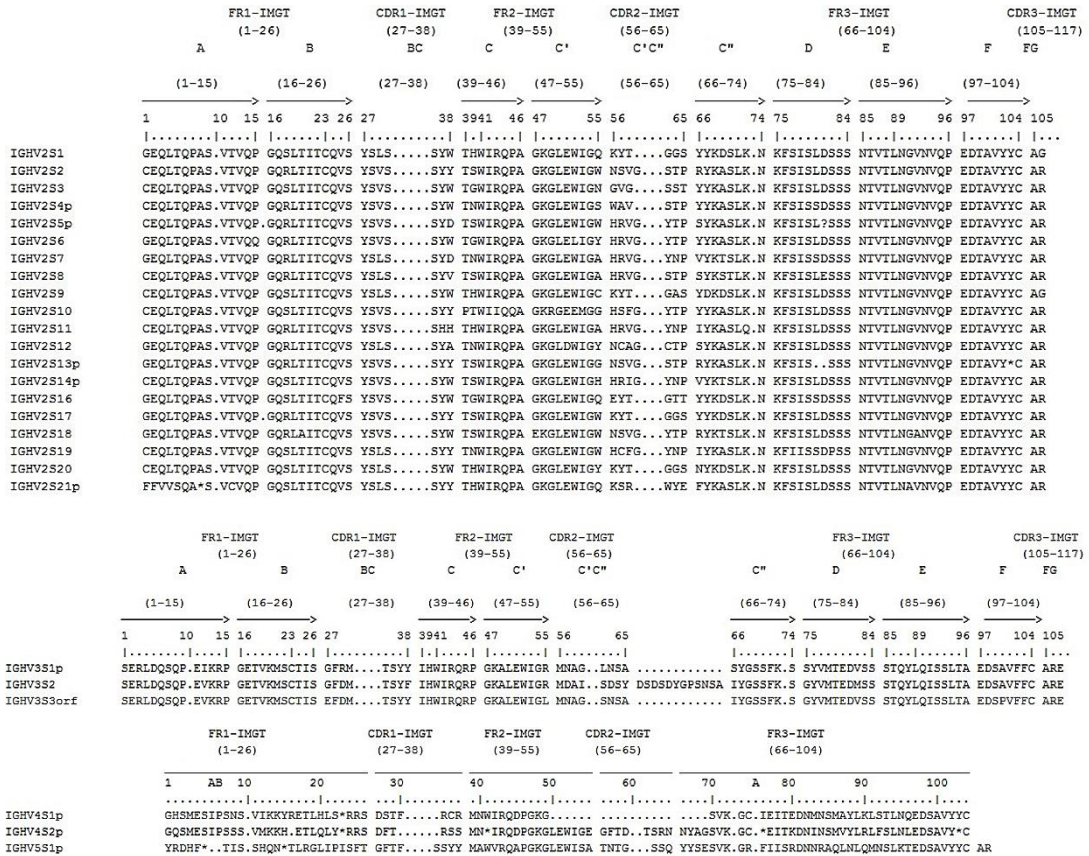 FR1-IMGT CDR1-IMGT FR2-IMGT CDR2-IMGT FR3-IMGT CDR3-IMGT
(1-26) (27-38) (39-55) (56-65) (66-104) (105-117)
A B BC C C' C'C" C" D E F FG
(1-15) (16-26) (27-38) (39-46) (47-55) (56-65) (66-74) (75-84) (85-96) (97-104)
1 10 15 16 23 26 27 38 3941 46 47 55 56 65 66 74 75 84 85 89 96 97 104 105
IGHV2S1 GEQLTQPAS.VTVQP GQSLTITCQVS YSLS.....SYW THWIRQPA GKGLEWIGQ KYT....GGS YYKDSLK.N KFSISLDSSS NTVTLNGVNVQP EDTAVYYC AG
IGHV2S2 CEQLTQPAS.VTVQP GQRLTITCQVS YSVS.....SYY TSWIRQPA GKGLEWIGW NSVG...STP RYKASLK.N KFSISLDSSS NTVTLNGVNVQP EDTAVYYC AR
IGHV2S3 CEQLTQPAS.VTVQP GQSLTITCQVS YSVS.....SYW TGWIRQPA GKGLEWIGN GVG....SST YYKASLK.N KFSISLDSSS NTVTLNGVNVQP EDTAVYYC AR
IGHV2S4p CEQLTQPAS.VTVQP GQRLTITCQVS YSVS.....SYW TNWIRQPA GKGLEWIGS WAV....GTP SYKASLK.N KFSISSDSSS NTVTLNGVNVQP EDTAVYYC AR
IGHV2S5p CEQLTQPAS.VTVQP.GQRLTITCQVS YSLS.....SYD TSWIRQPA GKGLEWIGW HRVG...YTP SYKASLK.N KFSISL?SSS NTVTLNGVNVQP EDTAVYYC AR
IGHV2S6 GEQLTQPAS.VTVQQ GQRLTITCQVS YSVS.....SYW TGWIRQPA GKGLELIGY HRVG...YTP YYKASLK.N KFSISLDSSS NTVTLNGVNVQP EDTAVYYC AR
IGHV2S7 GEQLTQPAS.VTVQP GQRLTITCQVS YSLS.....SYD TNWIRQPA GKGLEWIGA HRVG...YNP VYKTSLK.N KFSISLDSSS NTVTLNGVNVQP EDTAVYYC AR
IGHV2S8 CEQLTQPAS.VTVQP GQRLTITCQVS YSVS.....SYV TSWIRQPA GKGLEWIGA HRVG...STP SYKSTLK.N KFSISLESSS NTVTLNGVNVQP EDTAVYYC AR
IGHV2S9 CEQLTQPAS.VTVQP GQSLTITCQVS YSLS.....SYW THWIRQPA GKGLEWIGC KYT....GAS YDKDSLK.N KFSISLDSSS NTVTLNGVNVQP EDTAVYYC AG
IGHV2S10 CEQLTQPAS.VTVQP GQSLTITCQVS YSVS.....SYY PTWIIQQA GKRGEEMGG HSFG...YTP YYKASLK.N KFSISLDSSS NTVTLNGVNVQP EDTAVYYC AR
IGHV2S11 CEQLTQPAS.VTVQP GQRLTITCQVS YSVS.....SHH THWIRQPA GKGLEWIGA HRVG...YNP IYKASLQ.N KFSISLDSSS NTVTLNGVNVQP EDTAVYYC AR
IGHV2S12 CEQLTQPAS.VTVQP GQRLTITCQVS YSLS.....SYA TNWIRQPA GKGLDWIGY NCAG...CTP SYKASLK.N KFSISLDSSS NTVTLNGVNVQP EDTAVYYC AR
IGHV2S13p GEQLTQPAS.VTVQP GQRLTITCQVS YSVS.....SYY TSWIRQPA GKGLEWIGG NSVG...STP RYKASLK.N KFSIS..SSS NTVTLNGVNVQP EDTAVY*C AR
IGHV2S14p CEQLTQPAS.VTVQP GQRLTITCQVS YSVS.....SYW TSWIRQPA GKGLEWIGH HRIG...YNP VYKTSLK.N KFSISLDSSS NTVTLNGVNVQP EDTAVYYC AR
IGHV2S16 CEQLTQPAS.VTVQP GQSLTITCQFS YSVS.....SYW TGWIRQPA GKGLEWIGQ EYT....GTT YYKDSLK.N KFSISSDSSS NTVTLNGVNVQP EDTAVYYC AR
IGHV2S17 GEQLTQPAS.VTVQP.GQRLTITCQVS YSVS.....SYY THWIRQPA GKGLEWIGW YKT....GGS YYKDSLK.N KFSISLDSSS NTVTLNGVNVQP EDTAVYYC AR
IGHV2S18 GEQLTQPAS.VTVQP GQRLAITCQVS YSVS.....SYW TSWIRQPA EKGLEWIGW NSVG...YTP RYKTSLK.N KFSISLDSSS NTVTLNGANVQP EDTAVYYC AR
IGHV2S19 CEQLTQPAS.VTVQP GQSLTITCQVS YSLS.....SYY TSWIRQPA GKGLEWIGW HCFG...YNP IYKASLK.N KFIISSDPSS NTVTLNGVNVQP EDTAVYYC AR
IGHV2S20 CEQLTQPAS.VTVQP GQSLTITCQVS YSLS.....SYW THWIRQPA GKGLEWIGY KYT....GGS NYKDSLK.N KFSISLDSSS NTVTLNGVNVQP EDTAVYYC AR
IGHV2S21p FFVVSQA*S.VCVQP GQSLTITCQVS YSVS.....SYY THWIRQPA GKGLEWIGQ KSR....WYE FYKASLK.N KFSISLDPSS NTVTLNAVNVQP EDTAVYYC AR
FR1-IMGT CDR1-IMGT FR2-IMGT CDR2-IMGT FR3-IMGT CDR3-IMGT
(1-26) (27-38) (39-55) (56-65) (66-104) (105-117)
A B BC C C' C'C" C" D E F FG
(1-15) (16-26) (27-38) (39-46) (47-55) (56-65) (66-74) (75-84) (85-96) (97-104)
1 10 15 16 23 26 27 38 3941 46 47 55 56 65 66 74 75 84 85 89 96 97 104 105
IGHV3S1p SERLDQSQP.EIKRP GETVKMSCTIS GFRM....TSYY IHWIRQRP GKALEWIGR MNAG..LNSA ............. SYGSSFK.S SYVMTEDVSS STQYLQISSLTA EDSAVFFC ARE
IGHV3S2 SERLDQSQP.EVKRP GETVKMSCTIS GFDM....TSYF IHWIRQRP GKALEWIGR MDAI..SDSY DSDSDYGPSNSA IYGSSFK.S GYVMTEDMSS STQYLQISSLTA EDSAVFFC ARE
IGHV3S3orf SERLDQSQP.EVKRP GETVKMSCTIS EFDM....TSYY IHWIRQRP GKALEWIGL MNAG..SNSA ............. IYGSSFK.S SYVMTEDVSS STQYLQISSLTA EDSPVFFC ARE
FR1-IMGT CDR1-IMGT FR2-IMGT CDR2-IMGT FR3-IMGT
(1-26) (27-38) (39-55) (56-65) (66-104)
1 AB 10 20 30 40 50 60 70 A 80 90 100
IGHV4S1p GHSMESIPSNS.VIKKYRETLHLS*RRS DSTF....RCR MNWIRQDPGKG...... .......... .....SVK.GC.IEITEDNMNSMAYLKLSTLNQEDSAVYYC
IGHV4S2p GQSMESIPSSS.VMKKH.ETLQLY*RRS DFT.....RSS MN*IRQDPGKGLEWIGE GFTD..TSRN NYAGSVK.GC*EITKDNINSMVYLRLFSLNLEDSAVY*C
IGHV5S1p YRDHF*..TIS.SHQN*TLRGLIPISFT GFTF....SSYY MAWVRQAPGKGLEWISA TNTG...SSQ YYSESVK.GR.FIISRDNNRAQLNLQMNSLKTEDSAVYYC AR